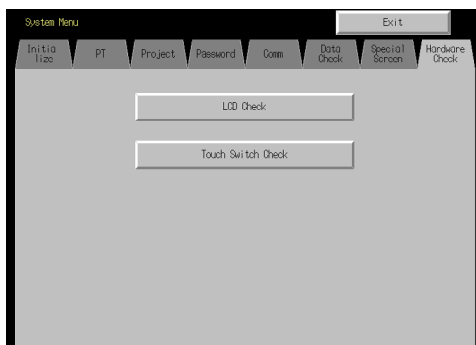 System Menu
Exit
Initia
lize
PT
Project
Password
Comm
Data
Check
Special
Screen
Hardware
Check
LCD Check
Touch Switch Check